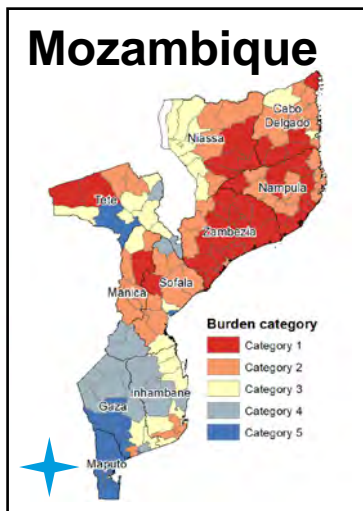 Mozambique
Cabo
Delgado
Niassa
Nampula
Tete
Zambezia
Manica
Sofala
Burden category
Category 1
Category 2
Category 3
Category 4
Category 5
Inhambane
Gaza
Maputo